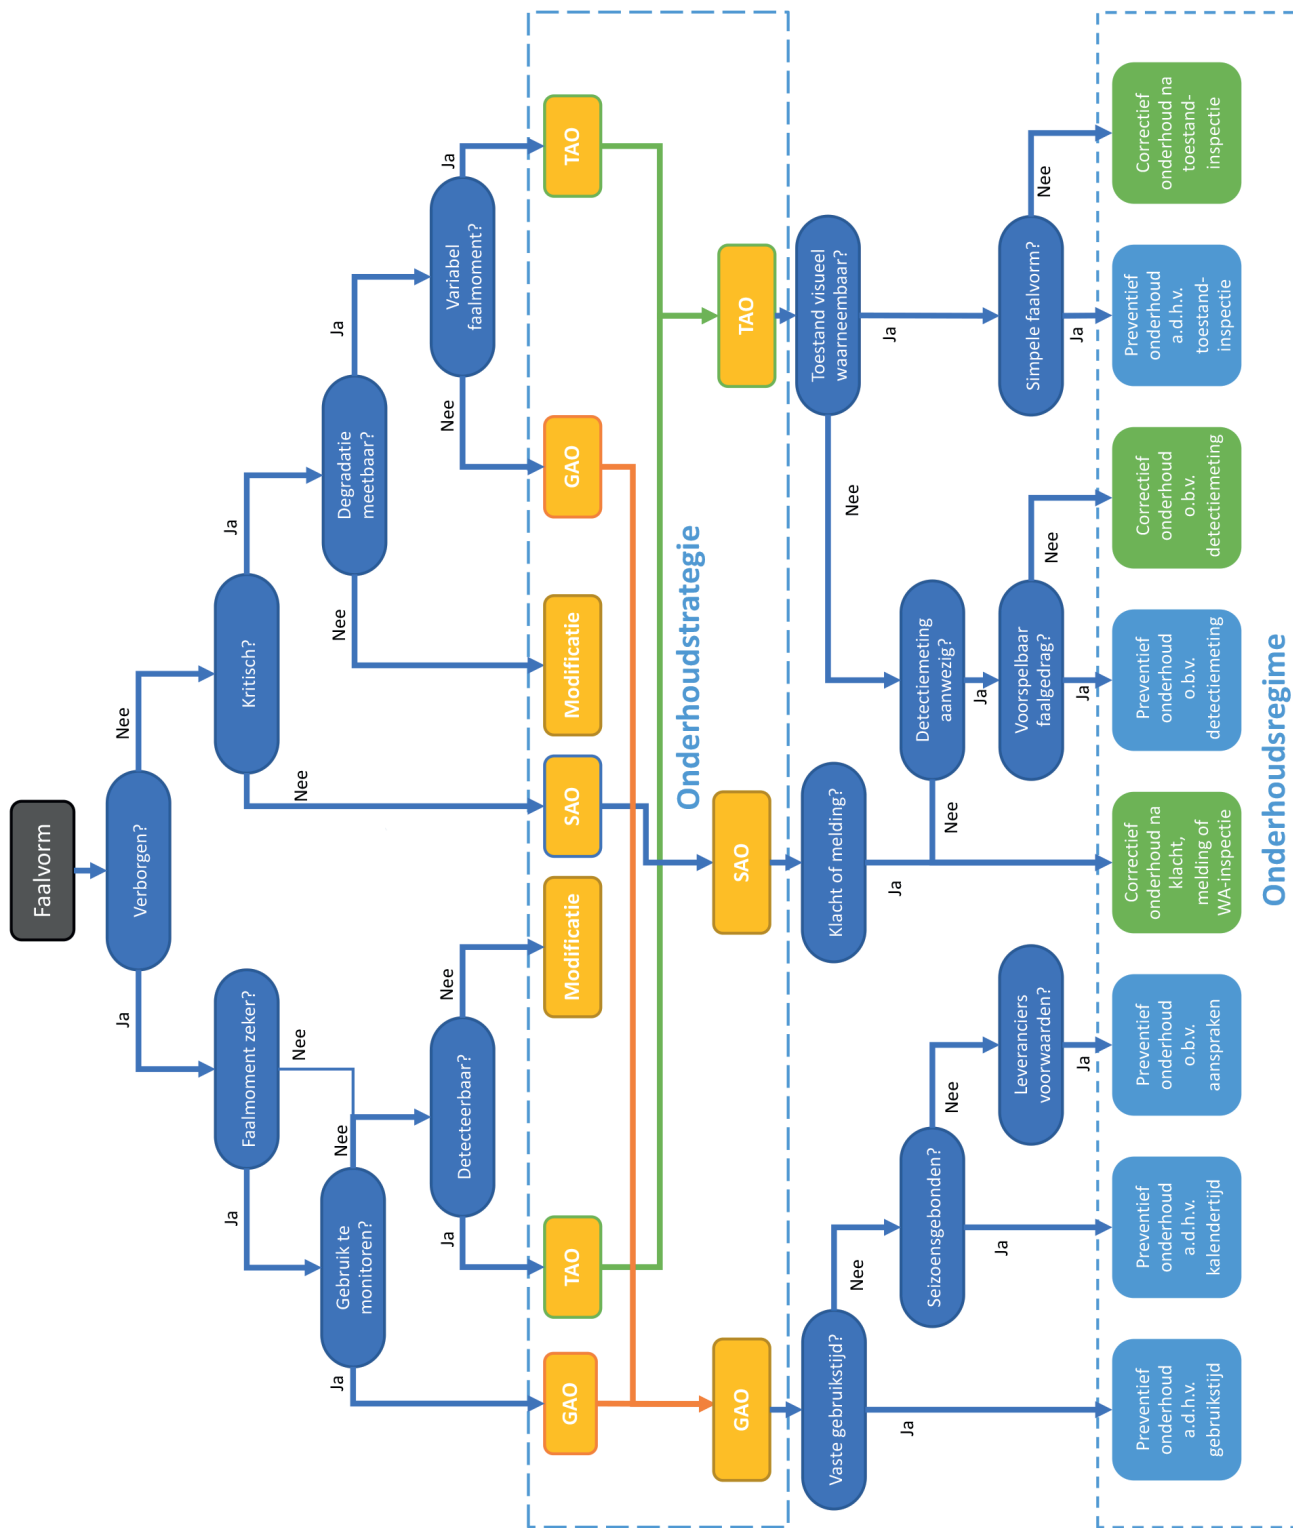 Faalvorm
Verborgen?
Ja
Nee
Faalmoment zeker?
Kritisch?
Ja
Nee
Nee
Ja
Gebruik te
monitoren?
Degradatie
meetbaar?
Ja
Nee
Nee
Ja
Detecteerbaar?
Variabel
faalmoment?
Ja
Nee
Nee
Ja
GAO
TAO
Modificatie
SAO
Modificatie
GAO
TAO
Onderhoudstrategie
GAO
SAO
TAO
Vaste gebruikstijd?
Klacht of melding?
Toestand visueel
waarneembaar?
Ja
Nee
Ja
Nee
Ja
Seizoensgebonden?
Detectiemeting
aanwezig?
Ja
Nee
Nee
Ja
Leveranciers
voorwaarden?
Voorspelbaar
faalgedrag?
Simpele faalvorm?
Ja
Ja
Nee
Ja
Nee
Preventief
onderhoud
a.d.h.v.
gebruikstijd
Preventief
onderhoud
a.d.h.v.
kalendertijd
Preventief
onderhoud
o.b.v.
aanspraken
Correctief
onderhoud na
klacht,
melding of
WA-inspectie
Preventief
onderhoud
o.b.v.
detectiemeting
Correctief
onderhoud
o.b.v.
detectiemeting
Preventief
onderhoud
a.d.h.v.
toestand-
inspectie
Correctief
onderhoud na
toestand-
inspectie
Onderhoudsregime